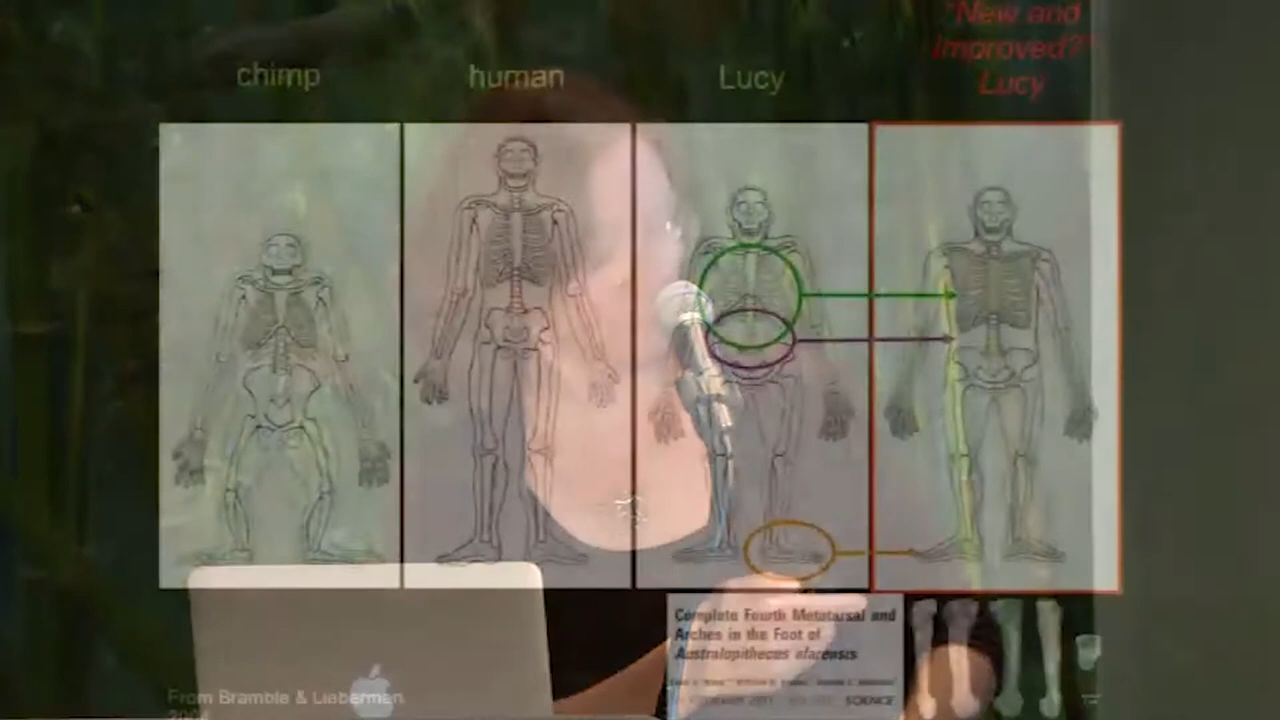 "New and
Improved?"
Lucy
chimp
human
Lucy
Complete Fourth Metatarsal and
Arches in the Foot of
Australopithecus afarensis
SCIENCE
From Bramble & Lieberman